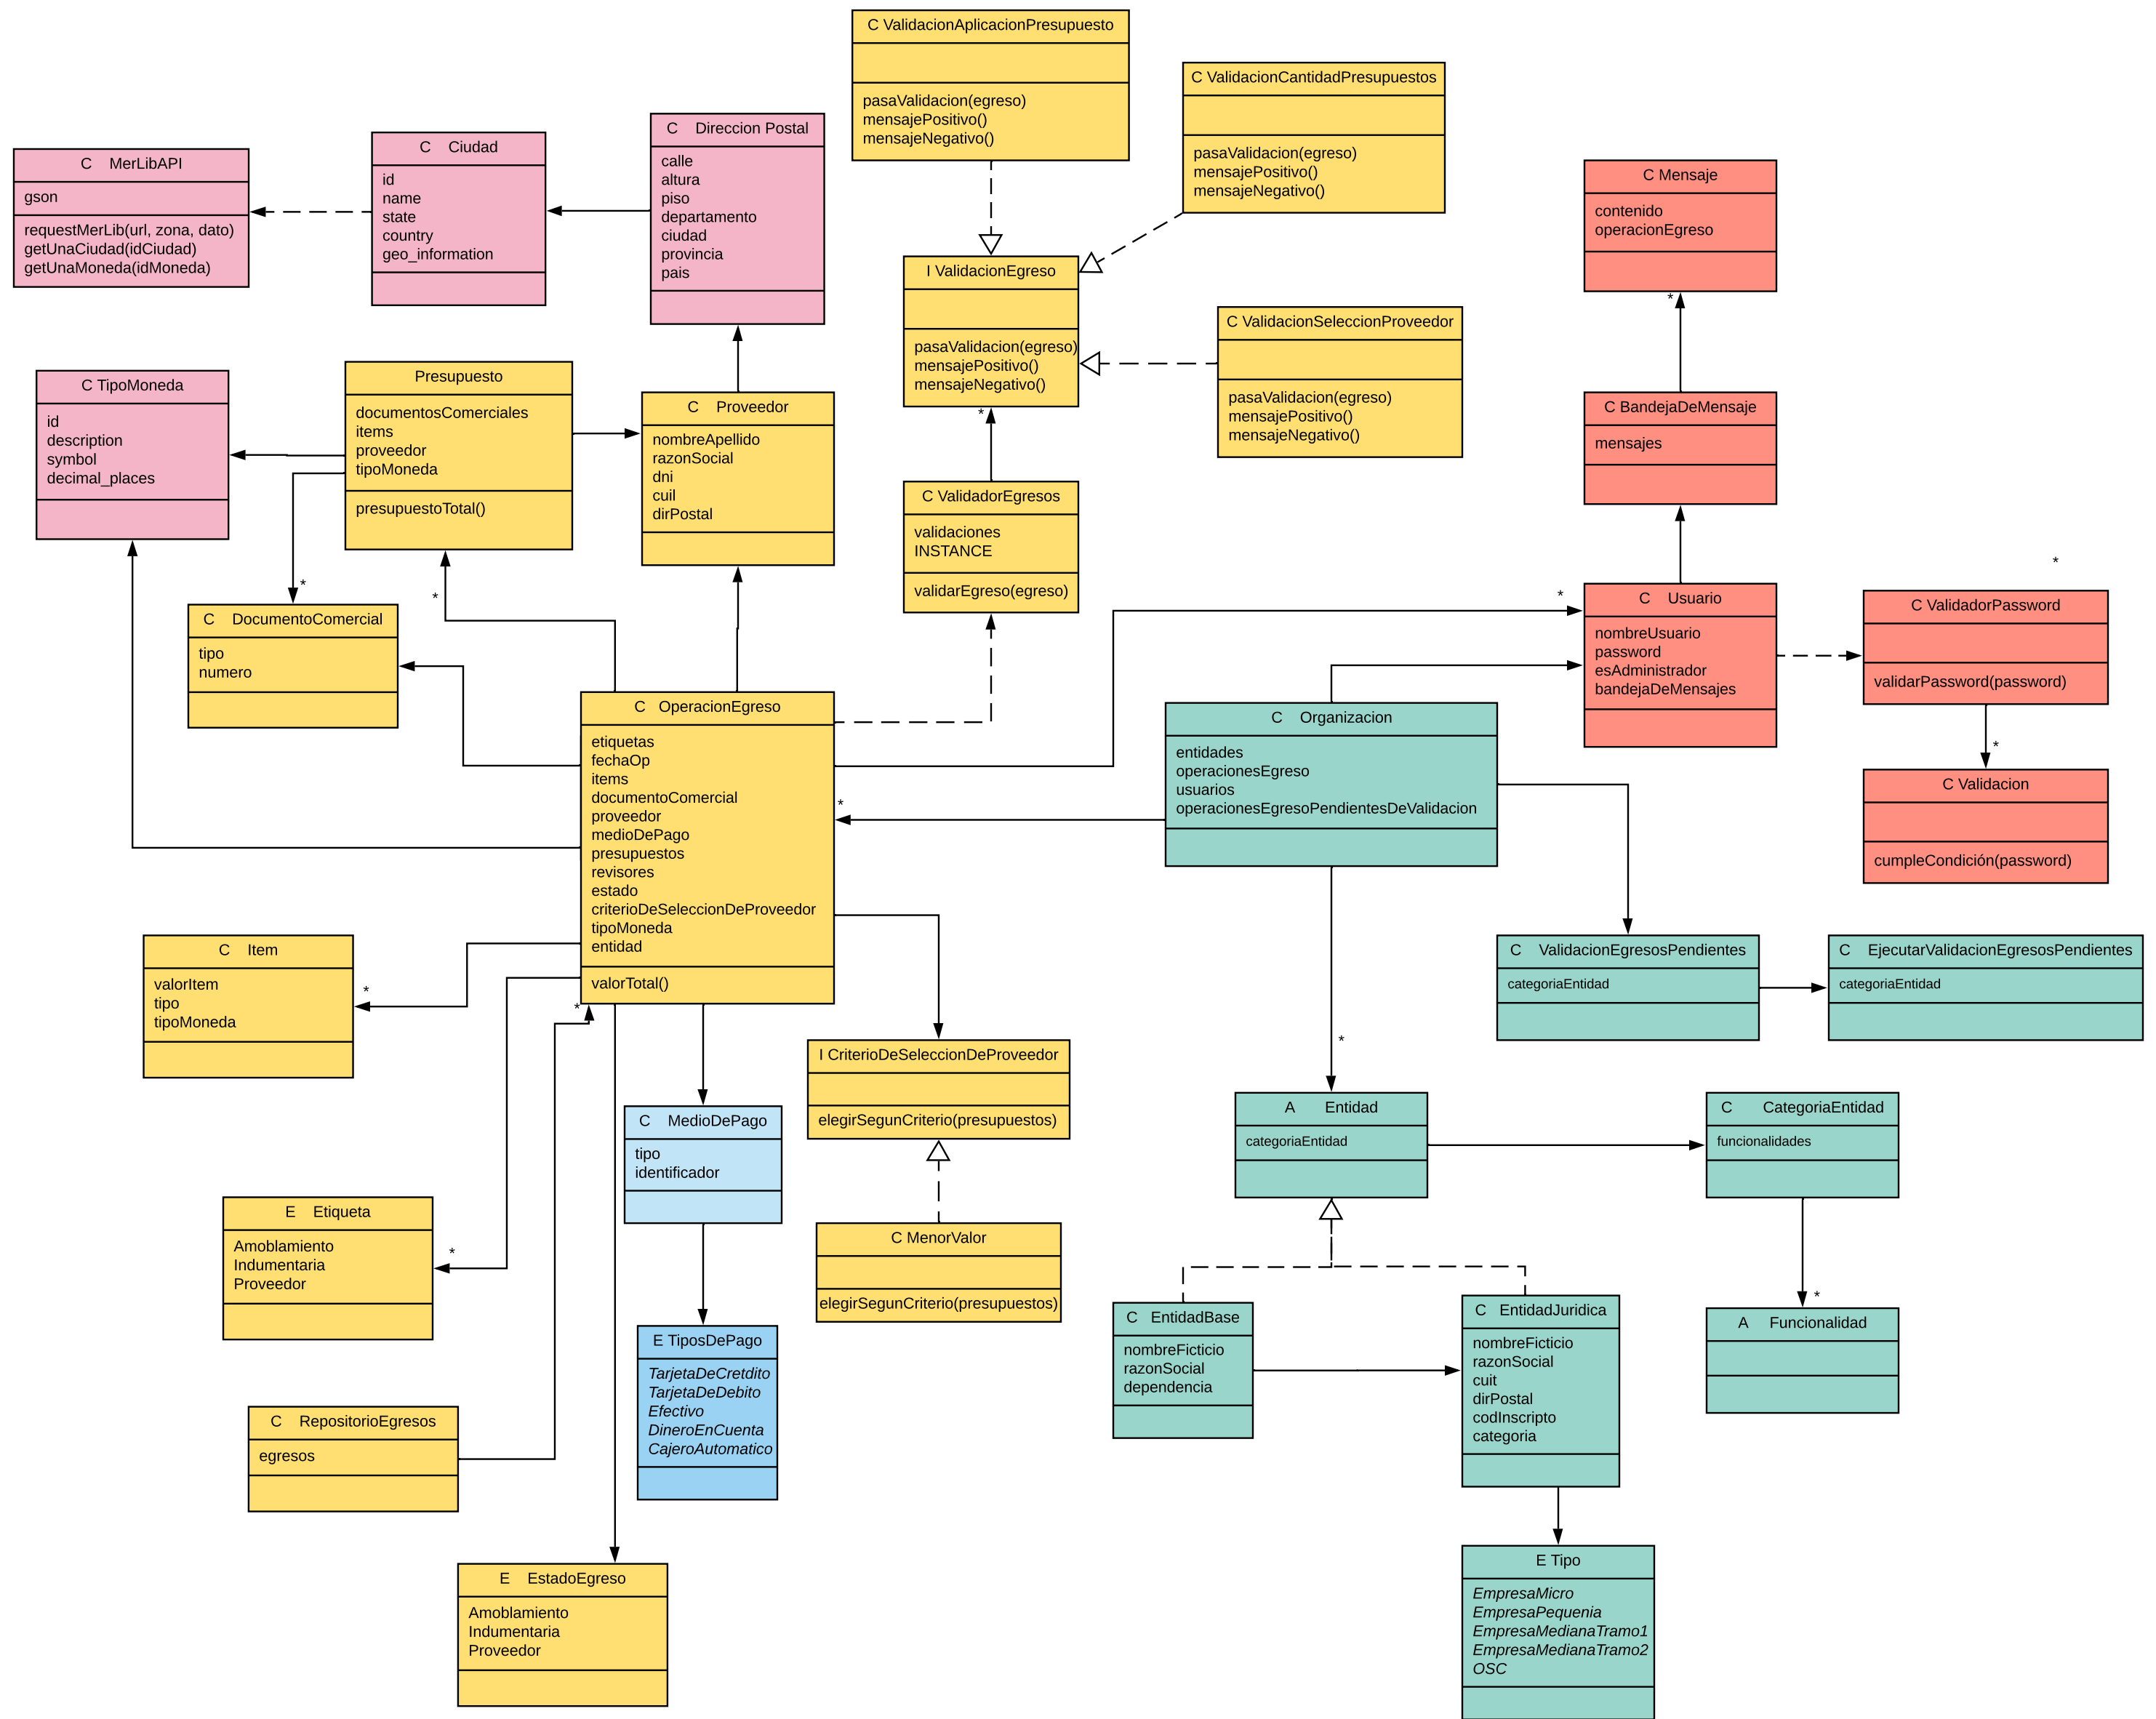 C ValidacionAplicacionPresupuesto
pasaValidacion(egreso)
mensajePositivo()
mensajeNegativo()
C ValidacionCantidadPresupuestos
pasaValidacion(egreso)
mensajePositivo()
mensajeNegativo()
C Direccion Postal
calle
altura
piso
departamento
ciudad
provincia
pais
C Ciudad
id
name
state
country
geo_information
C MerLibAPI
gson
requestMerLib(url, zona, dato)
getUnaCiudad(idCiudad)
getUnaMoneda(idMoneda)
C Mensaje
contenido
operacionEgreso
*
I ValidacionEgreso
pasaValidacion(egreso)
mensajePositivo()
mensajeNegativo()
*
C ValidacionSeleccionProveedor
pasaValidacion(egreso)
mensajePositivo()
mensajeNegativo()
C TipoMoneda
id
description
symbol
decimal_places
Presupuesto
documentosComerciales
items
proveedor
tipoMoneda
presupuestoTotal()
C Proveedor
nombreApellido
razonSocial
dni
cuil
dirPostal
C BandejaDeMensaje
mensajes
C ValidadorEgresos
validaciones
INSTANCE
validarEgreso(egreso)
*
*
*
*
C DocumentoComercial
tipo
numero
C Usuario
nombreUsuario
password
esAdministrador
bandejaDeMensajes
C ValidadorPassword
validarPassword(password)
*
C Validacion
cumpleCondición(password)
C OperacionEgreso
etiquetas
fechaOp
items
documentoComercial
proveedor
medioDePago
presupuestos
revisores
estado
criterioDeSeleccionDeProveedor
tipoMoneda
entidad
valorTotal()
*
*
C Organizacion
entidades
operacionesEgreso
usuarios
operacionesEgresoPendientesDeValidacion
C Item
valorItem
tipo
tipoMoneda
*
C ValidacionEgresosPendientes
categoriaEntidad
C EjecutarValidacionEgresosPendientes
categoriaEntidad
I CriterioDeSeleccionDeProveedor
elegirSegunCriterio(presupuestos)
*
C MedioDePago
tipo
identificador
A Entidad
categoriaEntidad
C CategoriaEntidad
funcionalidades
E Etiqueta
Amoblamiento
Indumentaria
Proveedor
*
C MenorValor
elegirSegunCriterio(presupuestos)
*
C EntidadBase
nombreFicticio
razonSocial
dependencia
C EntidadJuridica
nombreFicticio
razonSocial
cuit
dirPostal
codInscripto
categoria
A Funcionalidad
E TiposDePago
TarjetaDeCretdito
TarjetaDeDebito
Efectivo
DineroEnCuenta
CajeroAutomatico
C RepositorioEgresos
egresos
E EstadoEgreso
Amoblamiento
Indumentaria
Proveedor
E Tipo
EmpresaMicro
EmpresaPequenia
EmpresaMedianaTramo1
EmpresaMedianaTramo2
OSC